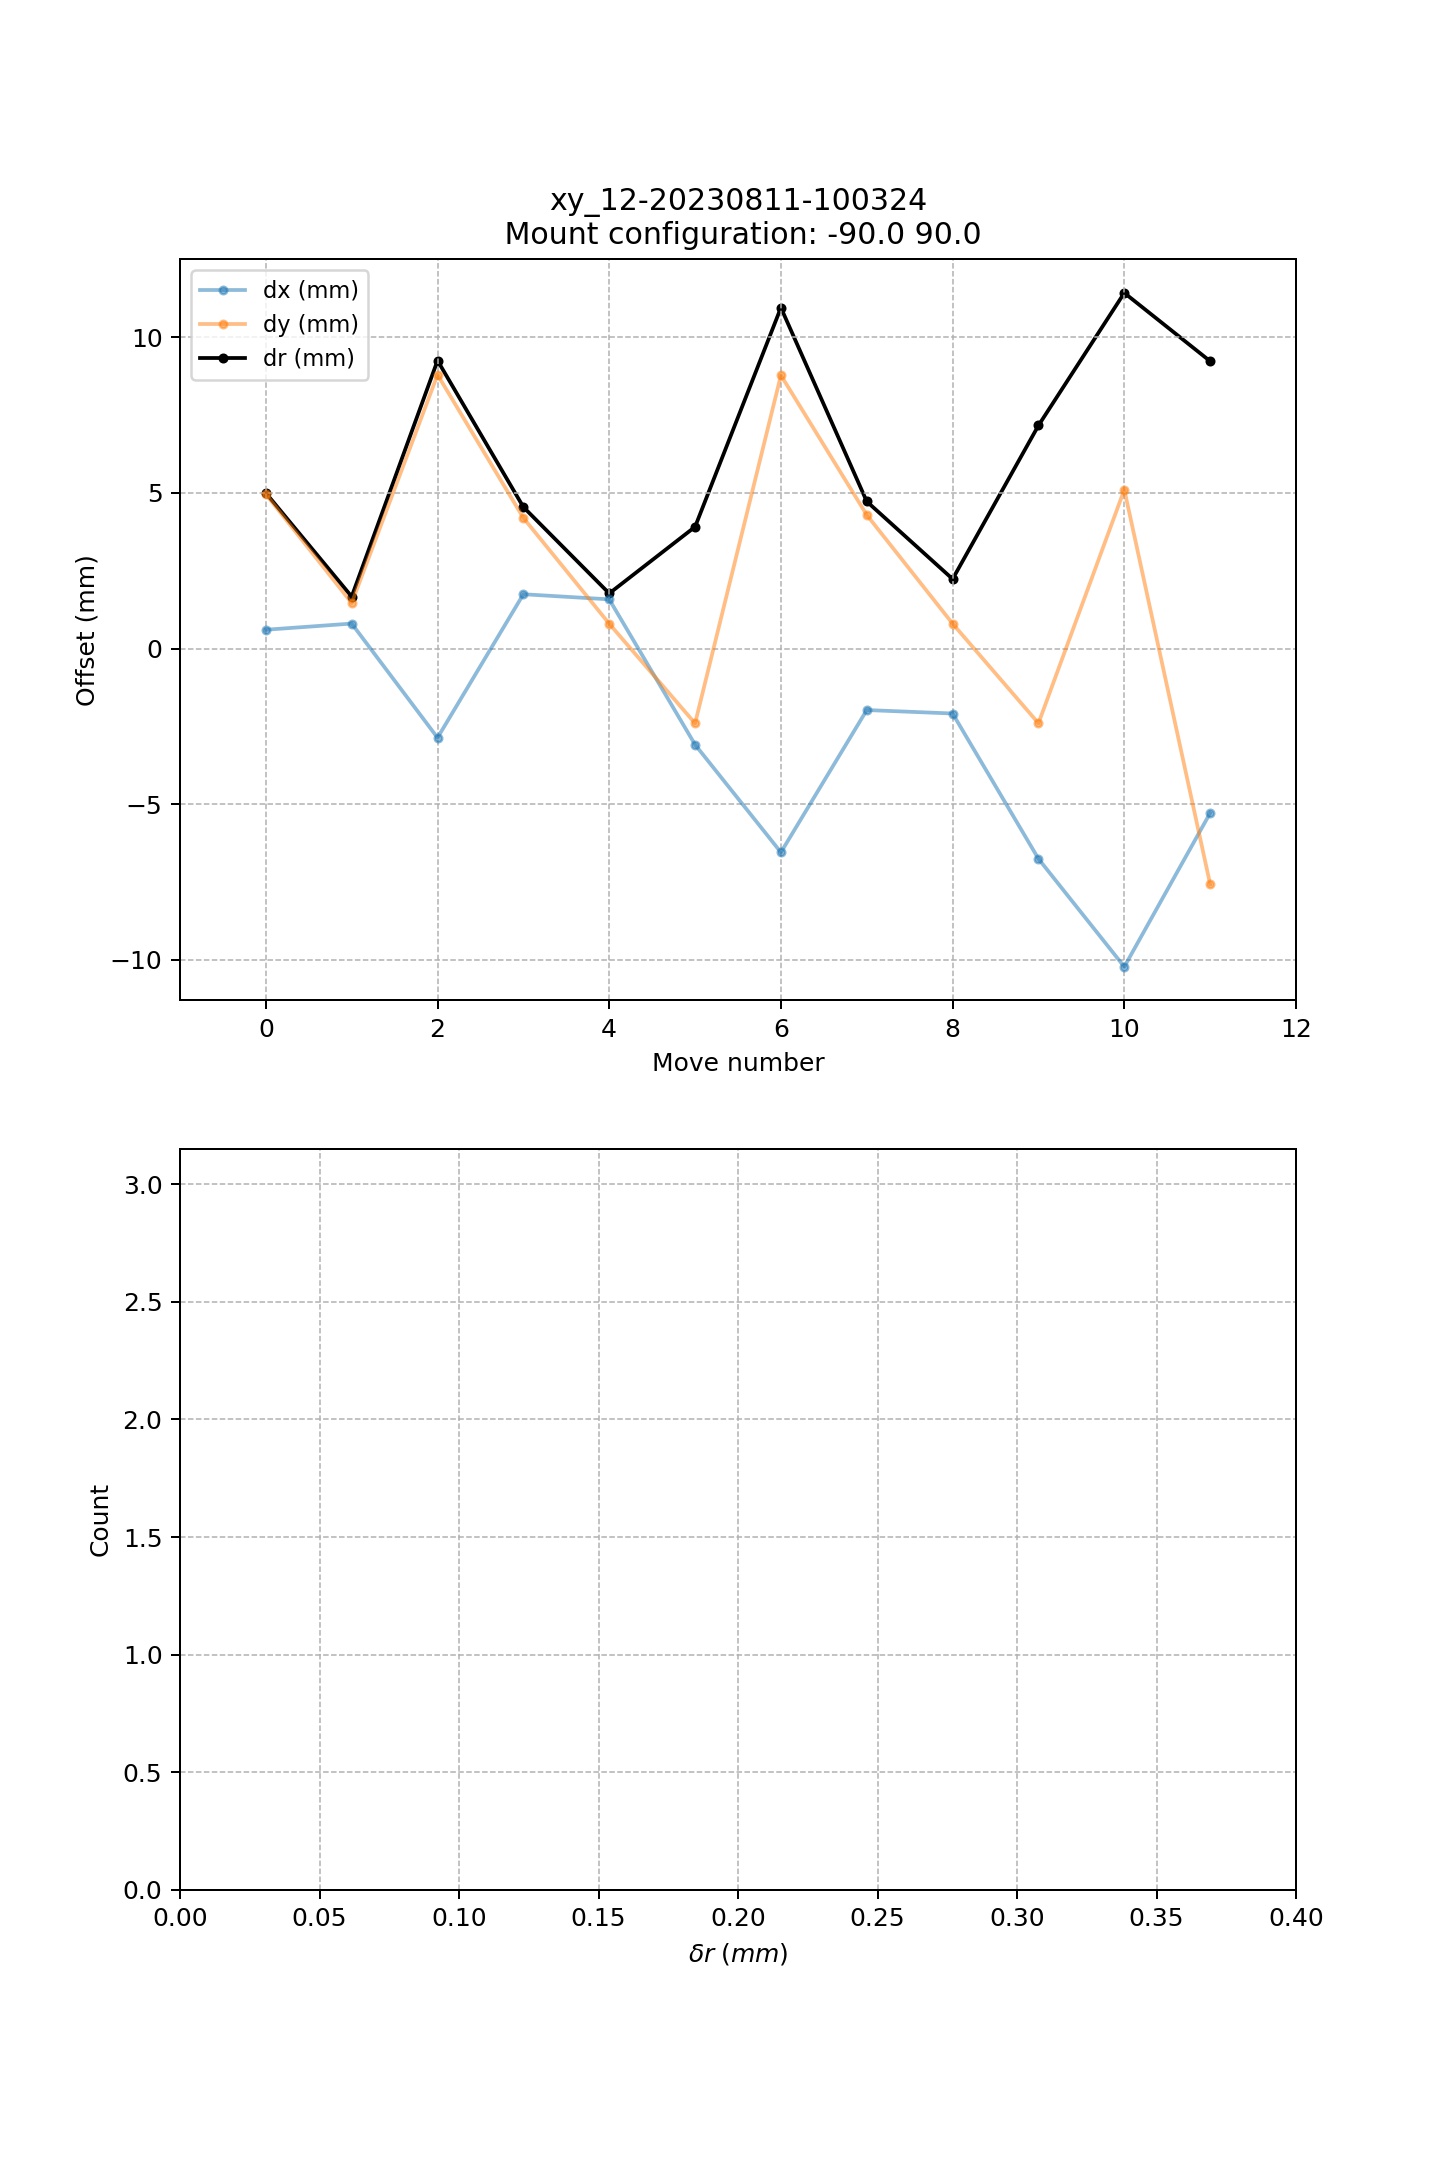 xy_12-20230811-100324
Mount configuration: -90.0 90.0
dx (mm)
dy (mm)
dr (mm)
10
5
0
−5
−10
Offset (mm)
0 2 4 6 8 10 12
Move number
3.0
2.5
2.0
1.5
1.0
0.5
0.0
Count
0.00 0.05 0.10 0.15 0.20 0.25 0.30 0.35 0.40
δr (mm)